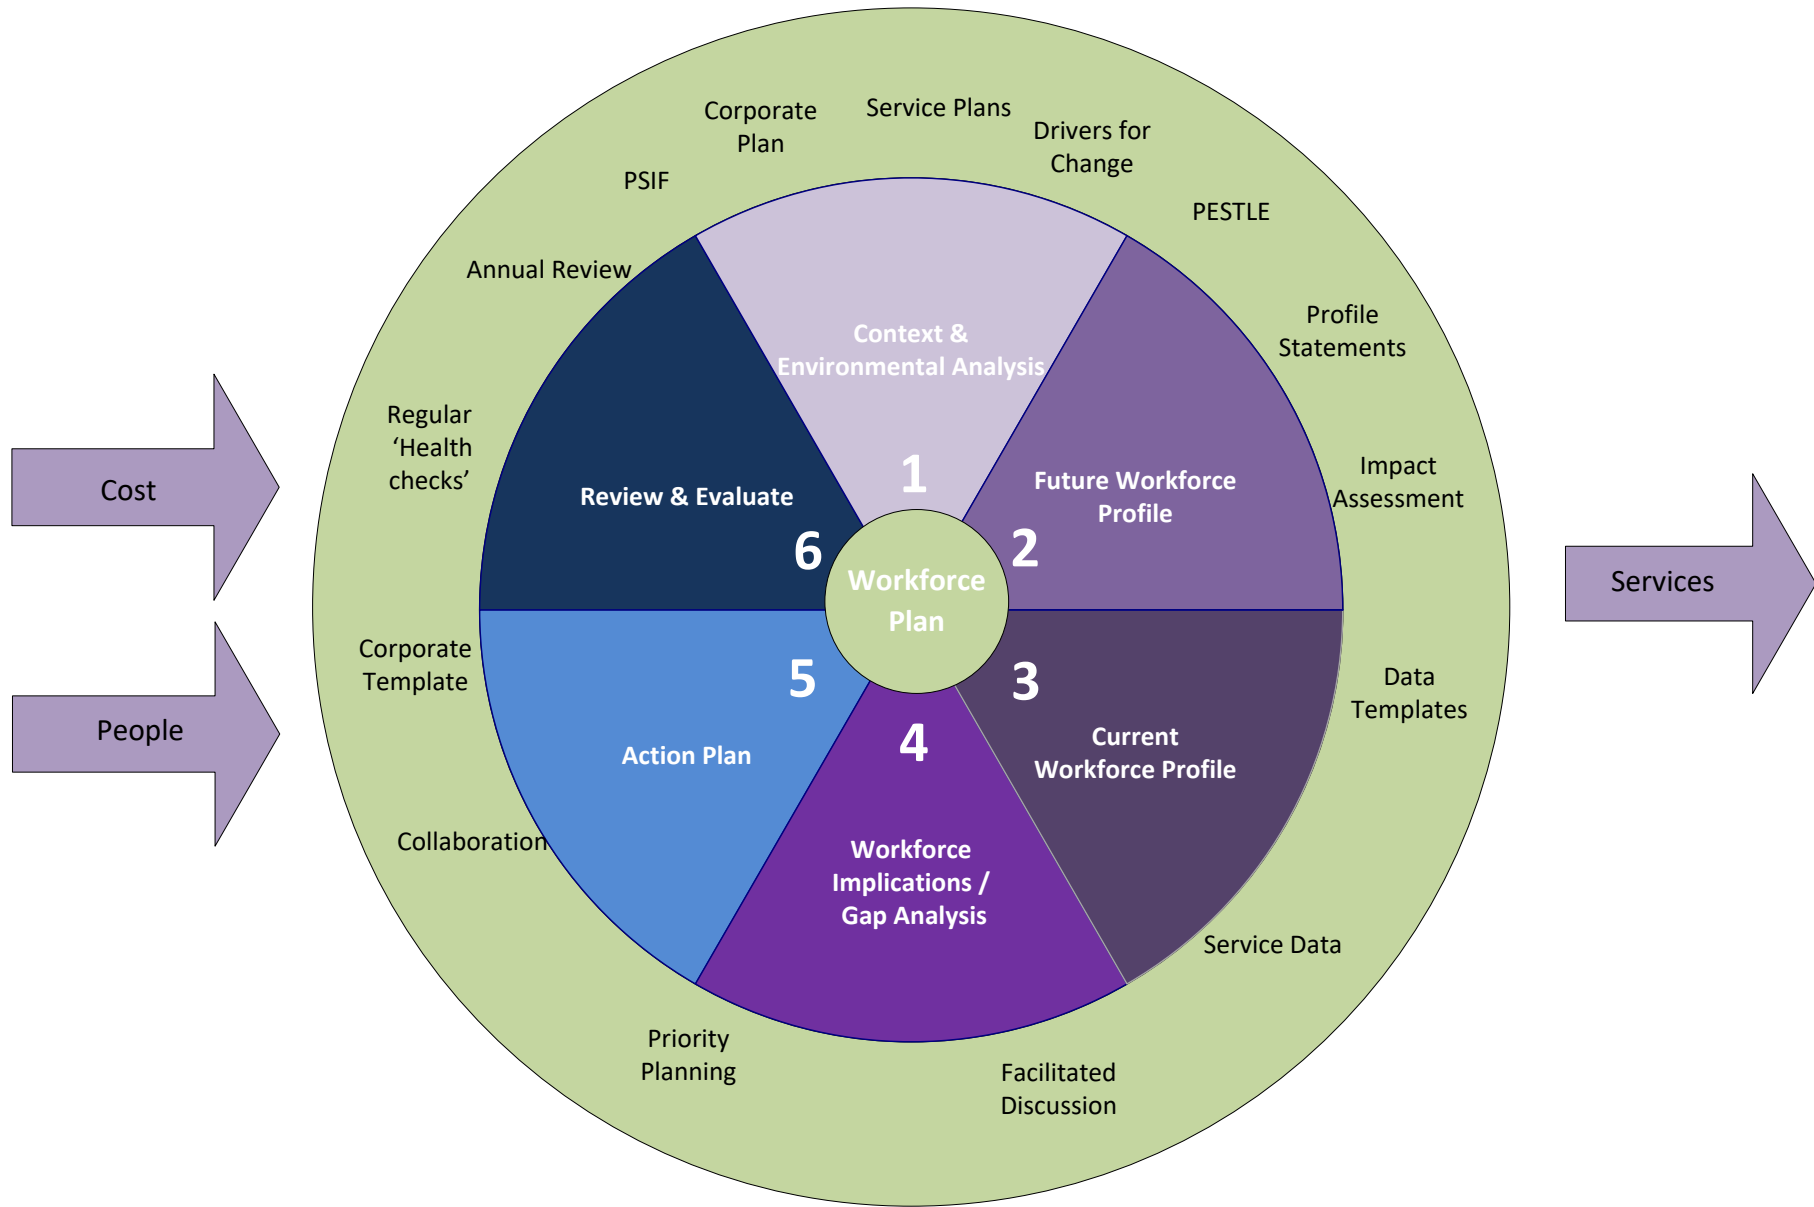 Corporate
Plan
Service Plans
Drivers for
Change
PSIF
PESTLE
Annual Review
Profile
Statements
Context &
Environmental Analysis
Regular
‘Health
checks’
Impact
Assessment
Cost
Review & Evaluate
1
Future Workforce
Profile
6
2
Workforce
Plan
Services
Corporate
Template
5
3
Data
Templates
People
Action Plan
4
Current
Workforce Profile
Collaboration
Workforce
Implications /
Gap Analysis
Service Data
Priority
Planning
Facilitated
Discussion